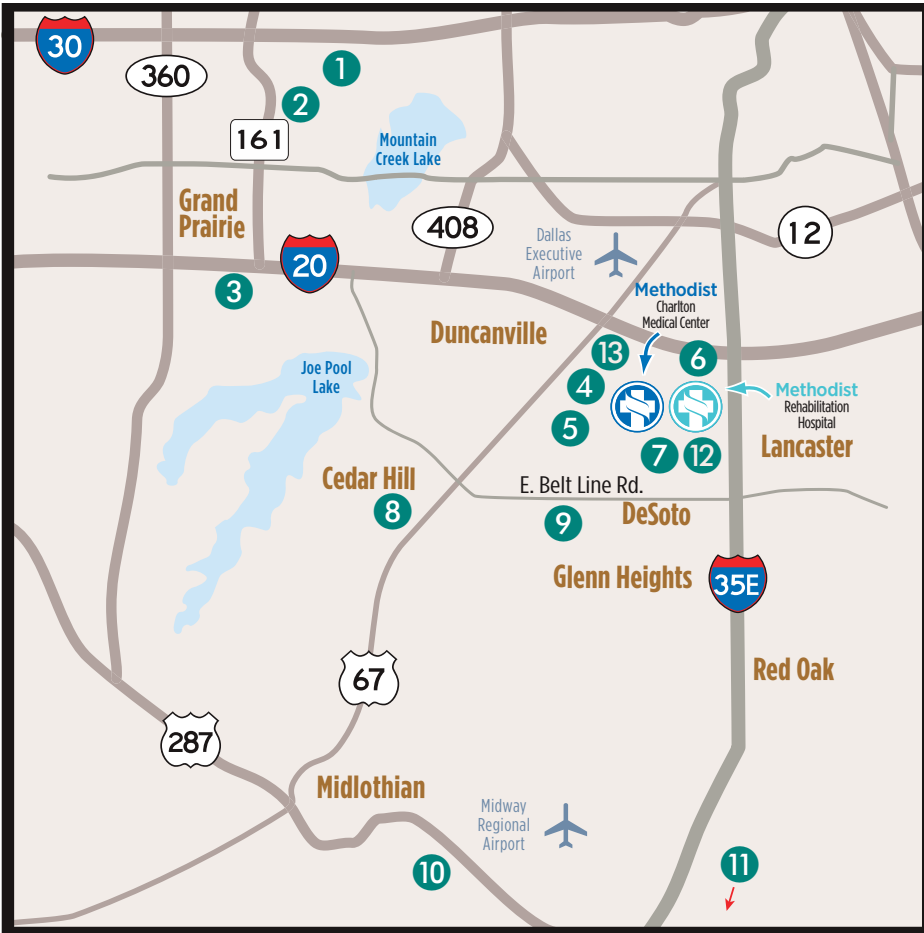 30
360
1
2
161
Mountain
Creek Lake
Grand
Prairie
408
12
Dallas
Executive
Airport
20
3
Methodist
Charlton
Medical Center
Duncanville
13
6
Joe Pool
Lake
4
Methodist
Rehabilitation
Hospital
5
Lancaster
7
12
Cedar Hill
E. Belt Line Rd.
8
9
DeSoto
Glenn Heights
35E
67
Red Oak
287
Midlothian
Midway
Regional
Airport
10
11